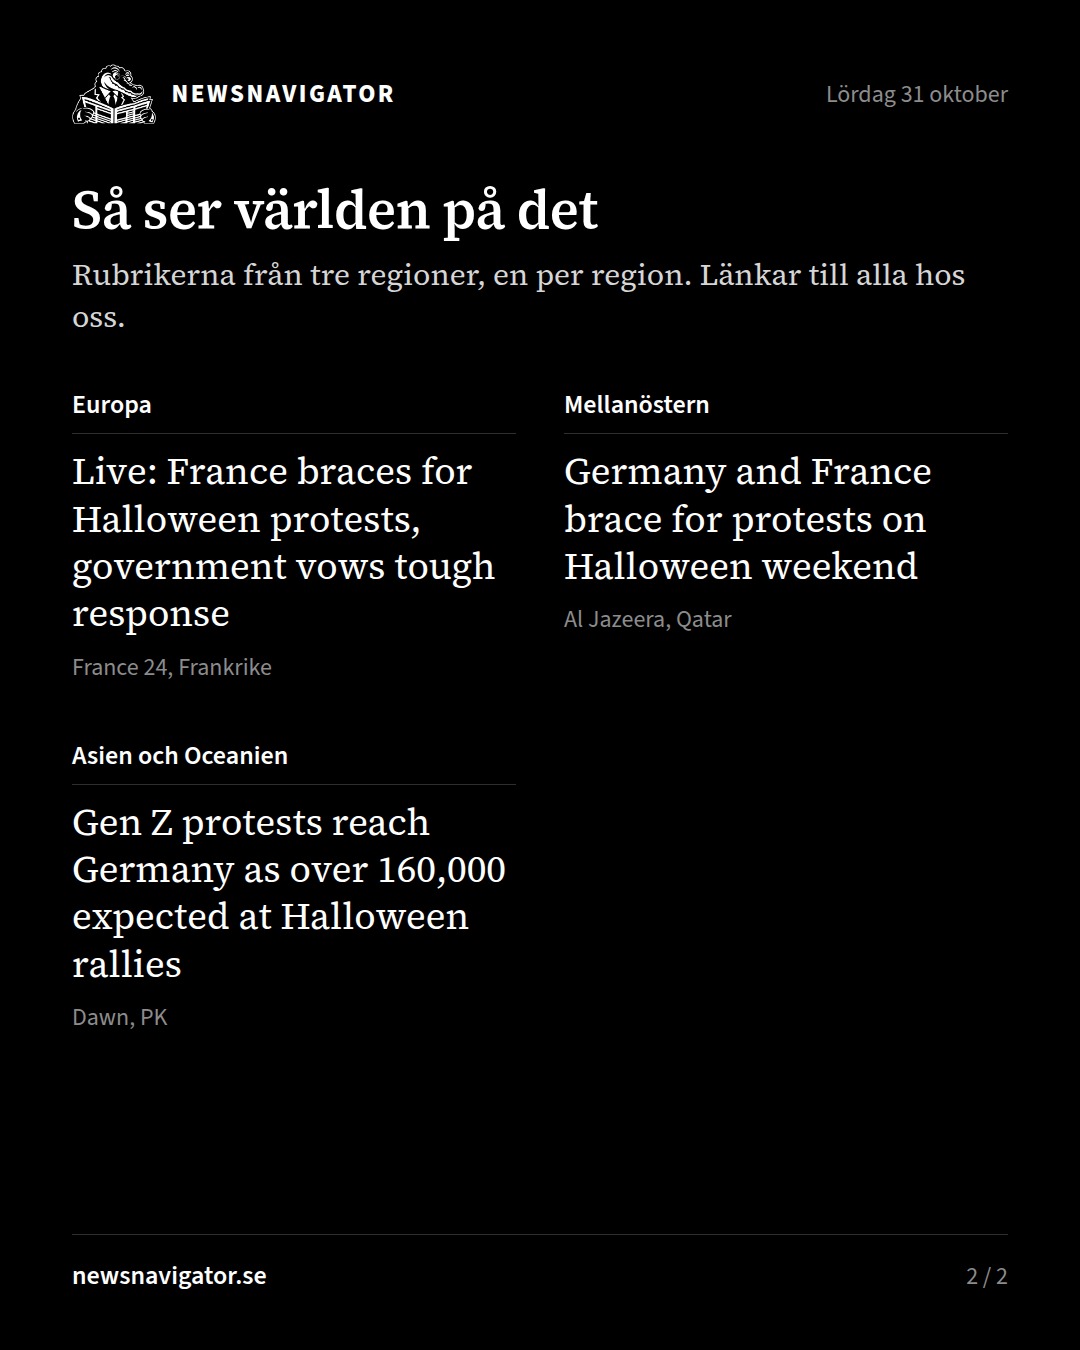 NEWSNAVIGATOR
Lördag 31 oktober
Så ser världen på det
Rubrikerna från tre regioner, en per region. Länkar till alla hos
oss.
Europa
Live: France braces for
Halloween protests,
government vows tough
response
France 24, Frankrike
Mellanöstern
Germany and France
brace for protests on
Halloween weekend
Al Jazeera, Qatar
Asien och Oceanien
Gen Z protests reach
Germany as over 160,000
expected at Halloween
rallies
Dawn, PK
newsnavigator.se
2 / 2